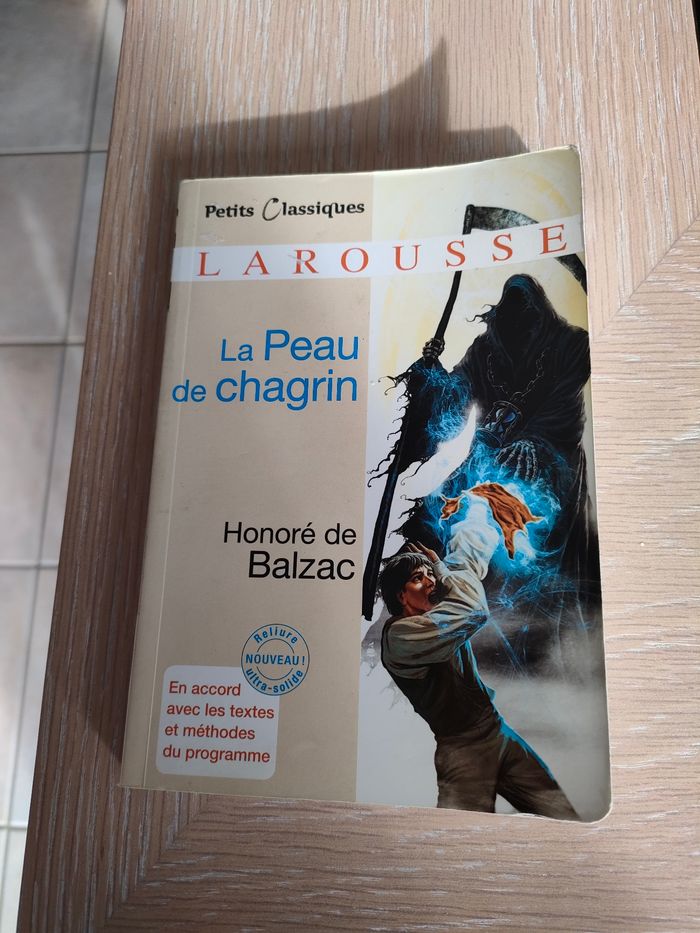 Petits Classiques
LAROUSSE
La Peau
de chagrin
Honoré de
Balzac
Reliure
NOUVEAU !
ultra-solide
En accord
avec les textes
et méthodes
du programme